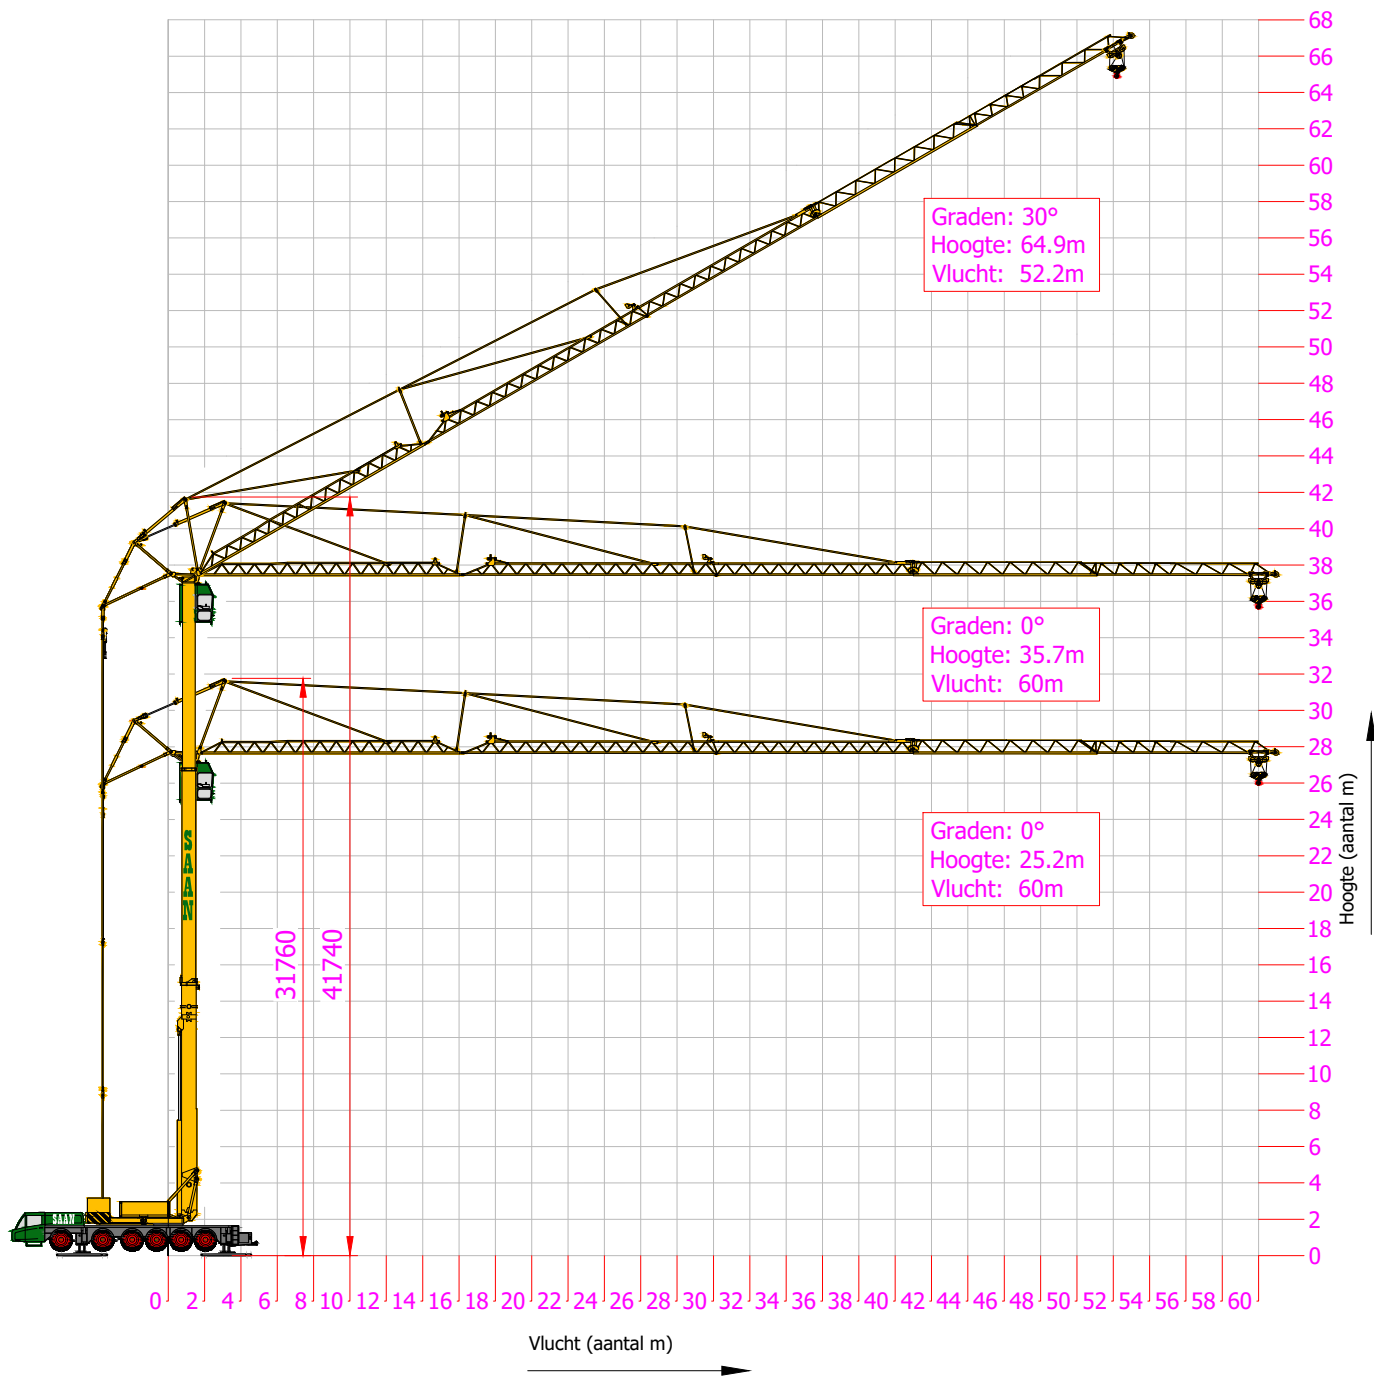 68
66
64
62
60
58
56
54
52
50
48
46
44
42
40
38
36
34
32
30
28
26
24
22
20
18
16
14
12
10
8
6
4
2
0
Hoogte (aantal m)
Graden: 30°
Hoogte: 64.9m
Vlucht: 52.2m
Graden: 0°
Hoogte: 35.7m
Vlucht: 60m
Graden: 0°
Hoogte: 25.2m
Vlucht: 60m
SAAN
31760
41740
SAAN
0 2 4 6 8 10 12 14 16 18 20 22 24 26 28 30 32 34 36 38 40 42 44 46 48 50 52 54 56 58 60
Vlucht (aantal m)